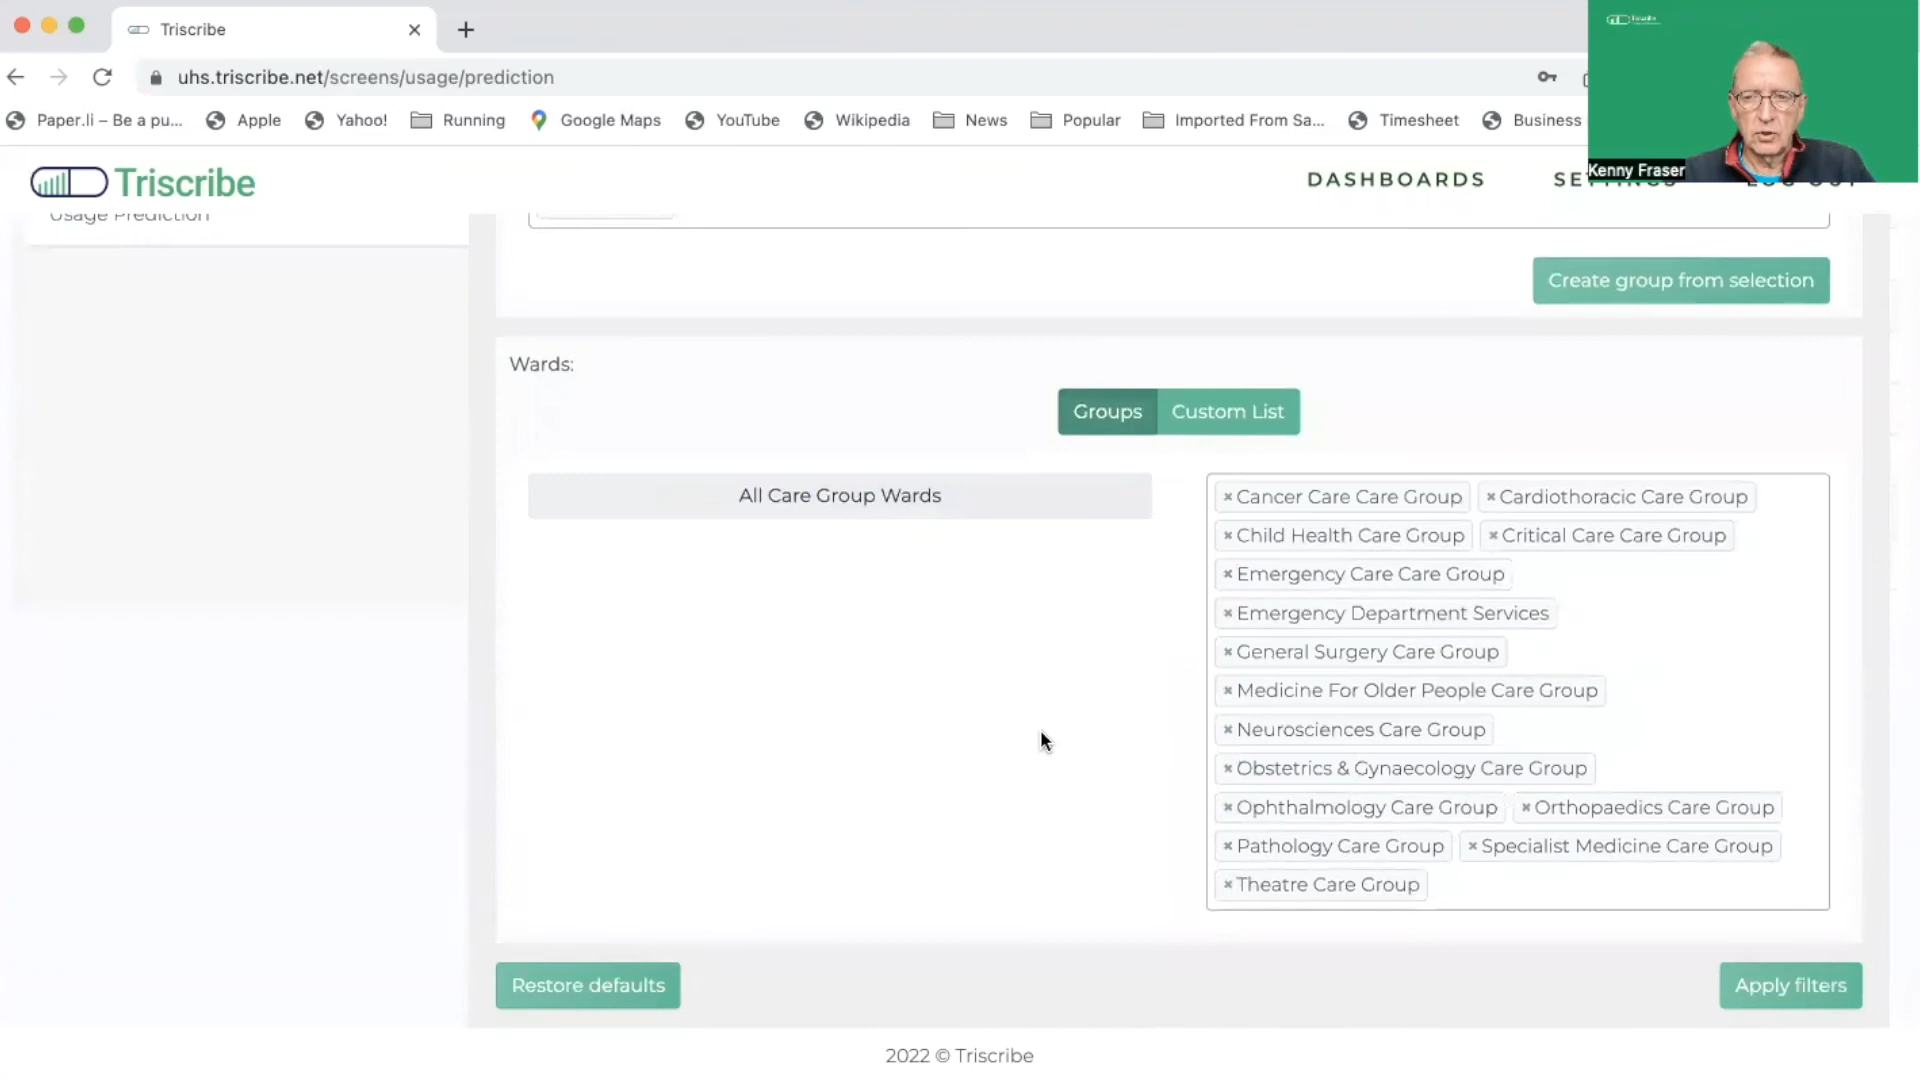 Triscribe
uhs.triscribe.net/screens/usage/prediction
Paper.li – Be a pu... Apple Yahoo! Running Google Maps YouTube Wikipedia News Popular Imported From Sa... Timesheet Business
Kenny Fraser
Triscribe
DASHBOARDS SETTINGS LOG OUT
Usage Prediction
Create group from selection
Wards:
Groups Custom List
All Care Group Wards
× Cancer Care Care Group × Cardiothoracic Care Group
× Child Health Care Group × Critical Care Care Group
× Emergency Care Care Group
× Emergency Department Services
× General Surgery Care Group
× Medicine For Older People Care Group
× Neurosciences Care Group
× Obstetrics & Gynaecology Care Group
× Ophthalmology Care Group × Orthopaedics Care Group
× Pathology Care Group × Specialist Medicine Care Group
× Theatre Care Group
Restore defaults Apply filters
2022 © Triscribe